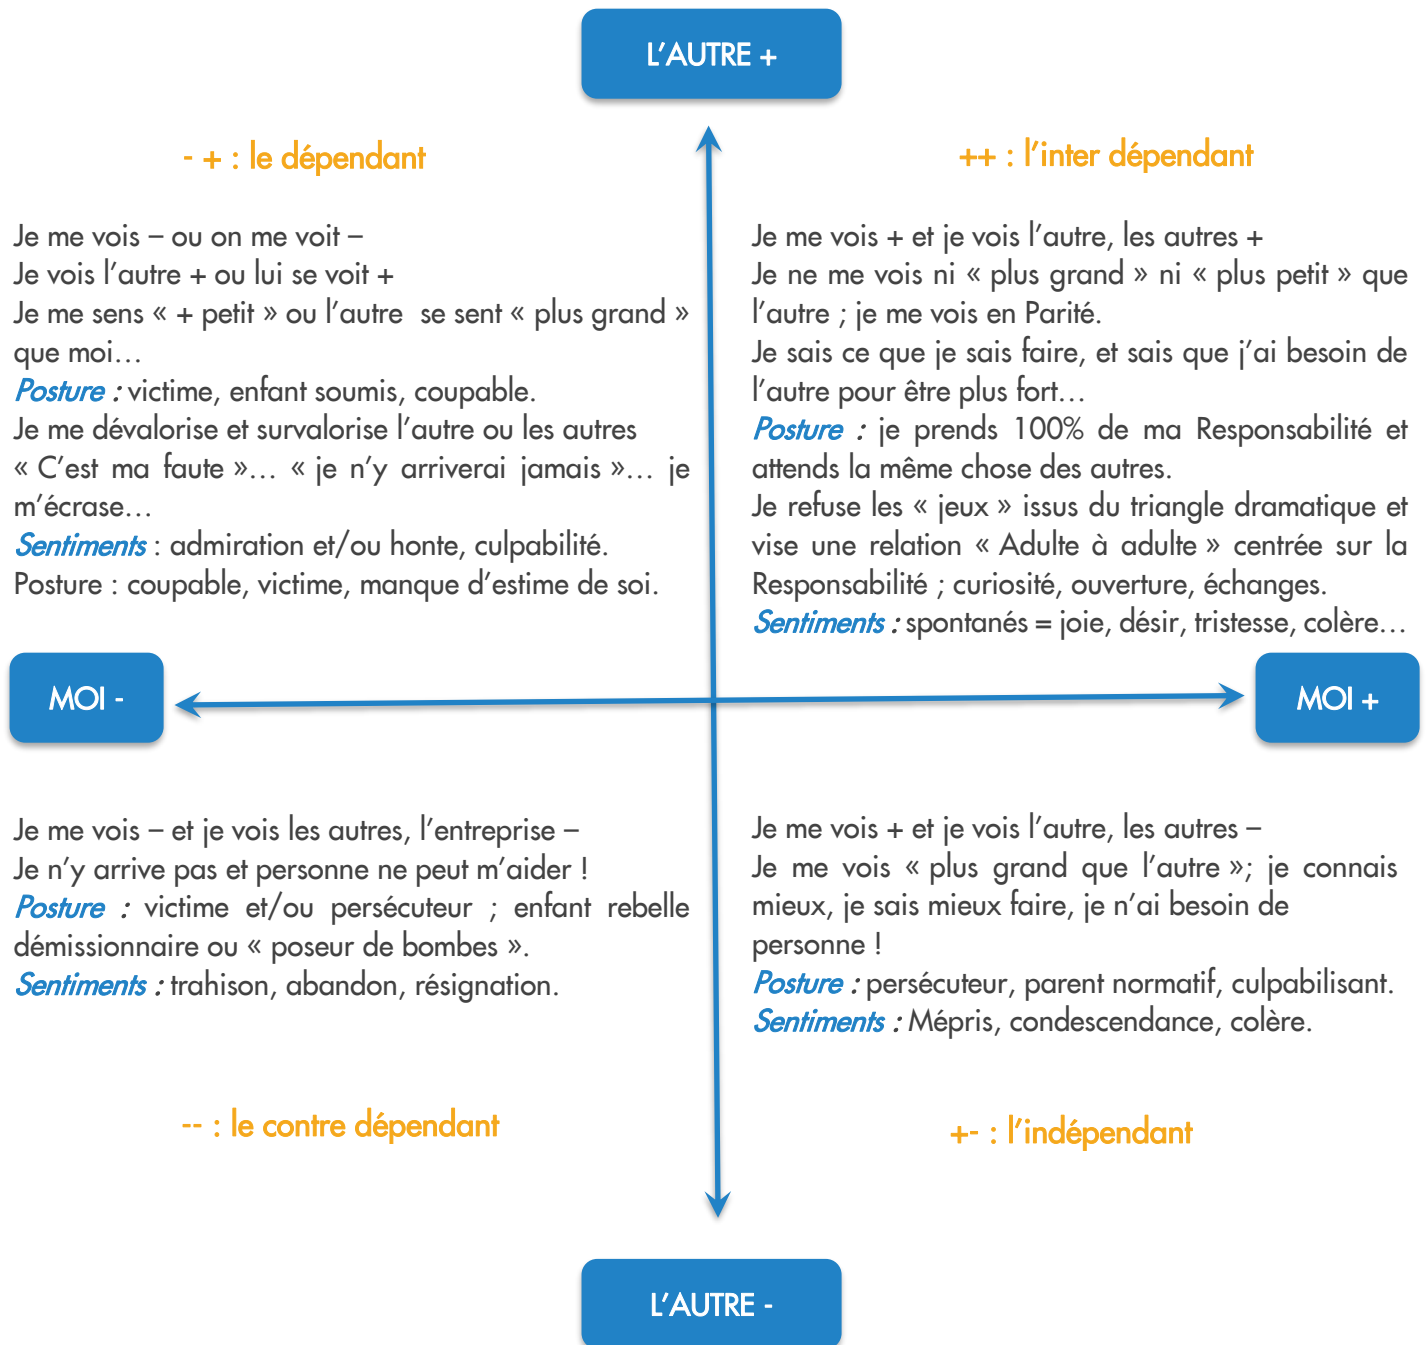 L'AUTRE +
- + : le dépendant
Je me vois – ou on me voit –
Je vois l'autre + ou lui se voit +
Je me sens « + petit » ou l'autre se sent « plus grand »
que moi…
Posture : victime, enfant soumis, coupable.
Je me dévalorise et survalorise l'autre ou les autres
« C'est ma faute »… « je n'y arriverai jamais »… je
m'écrase…
Sentiments : admiration et/ou honte, culpabilité.
Posture : coupable, victime, manque d'estime de soi.
++ : l'inter dépendant
Je me vois + et je vois l'autre, les autres +
Je ne me vois ni « plus grand » ni « plus petit » que
l'autre ; je me vois en Parité.
Je sais ce que je sais faire, et sais que j'ai besoin de
l'autre pour être plus fort…
Posture : je prends 100% de ma Responsabilité et
attends la même chose des autres.
Je refuse les « jeux » issus du triangle dramatique et
vise une relation « Adulte à adulte » centrée sur la
Responsabilité ; curiosité, ouverture, échanges.
Sentiments : spontanés = joie, désir, tristesse, colère…
MOI -
MOI +
Je me vois – et je vois les autres, l'entreprise –
Je n'y arrive pas et personne ne peut m'aider !
Posture : victime et/ou persécuteur ; enfant rebelle
démissionnaire ou « poseur de bombes ».
Sentiments : trahison, abandon, résignation.
-- : le contre dépendant
Je me vois + et je vois l'autre, les autres –
Je me vois « plus grand que l'autre »; je connais
mieux, je sais mieux faire, je n'ai besoin de
personne !
Posture : persécuteur, parent normatif, culpabilisant.
Sentiments : Mépris, condescendance, colère.
+- : l'indépendant
L'AUTRE -